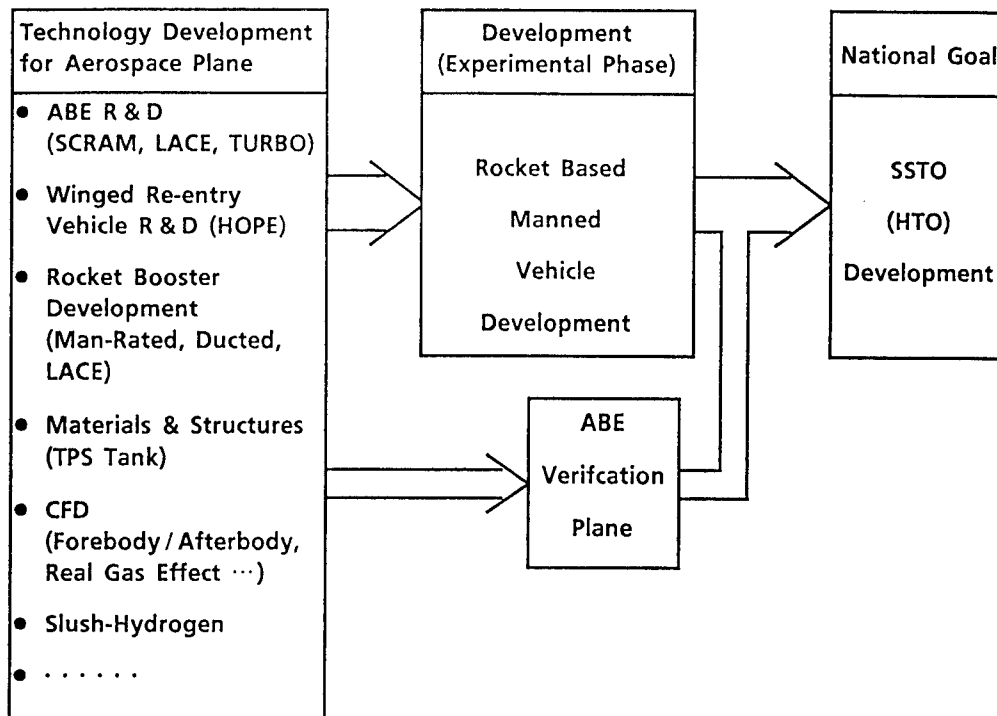 Technology Development
for Aerospace Plane
● ABE R & D
(SCRAM, LACE, TURBO)
● Winged Re-entry
Vehicle R & D (HOPE)
● Rocket Booster
Development
(Man-Rated, Ducted,
LACE)
● Materials & Structures
(TPS Tank)
● CFD
(Forebody / Afterbody,
Real Gas Effect ···)
● Slush-Hydrogen
● · · · · · ·
Development
(Experimental Phase)
Rocket Based
Manned
Vehicle
Development
ABE
Verifcation
Plane
National Goal
SSTO
(HTO)
Development